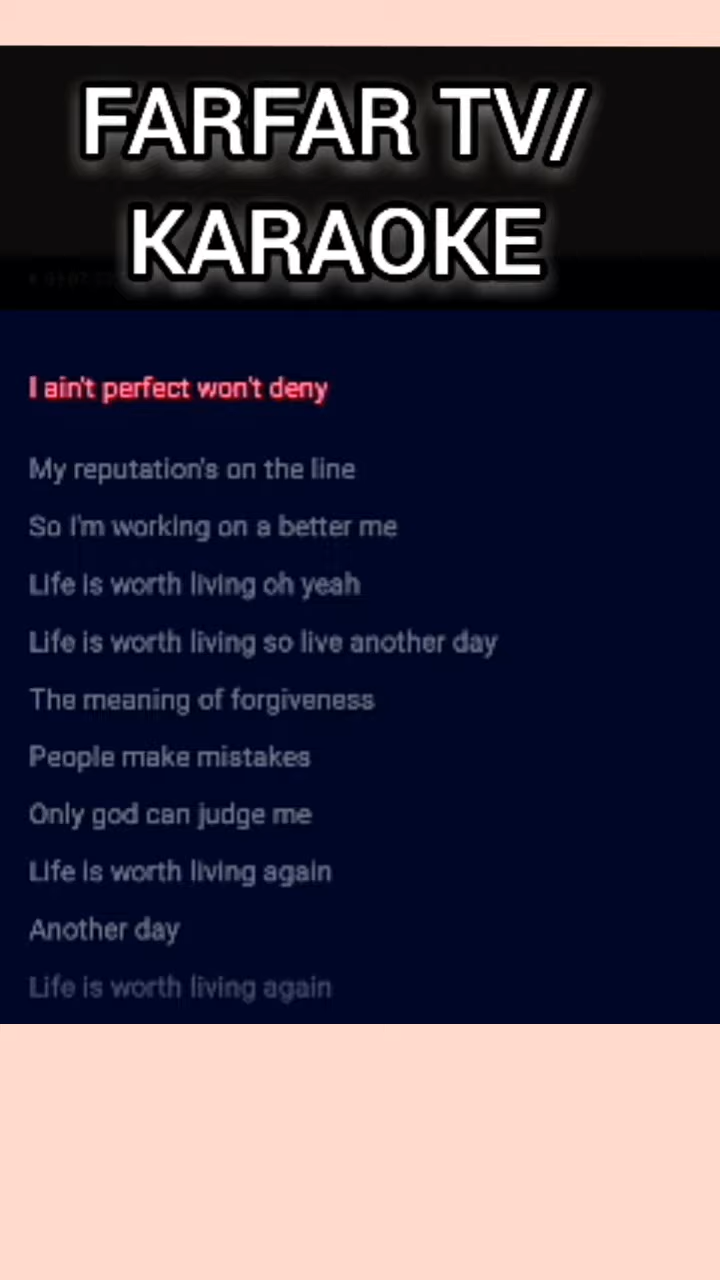 FARFAR TV/
KARAOKE
I ain't perfect won't deny
My reputation's on the line
So I'm working on a better me
Life is worth living oh yeah
Life is worth living so live another day
The meaning of forgiveness
People make mistakes
Only god can judge me
Life is worth living again
Another day
Life is worth living again